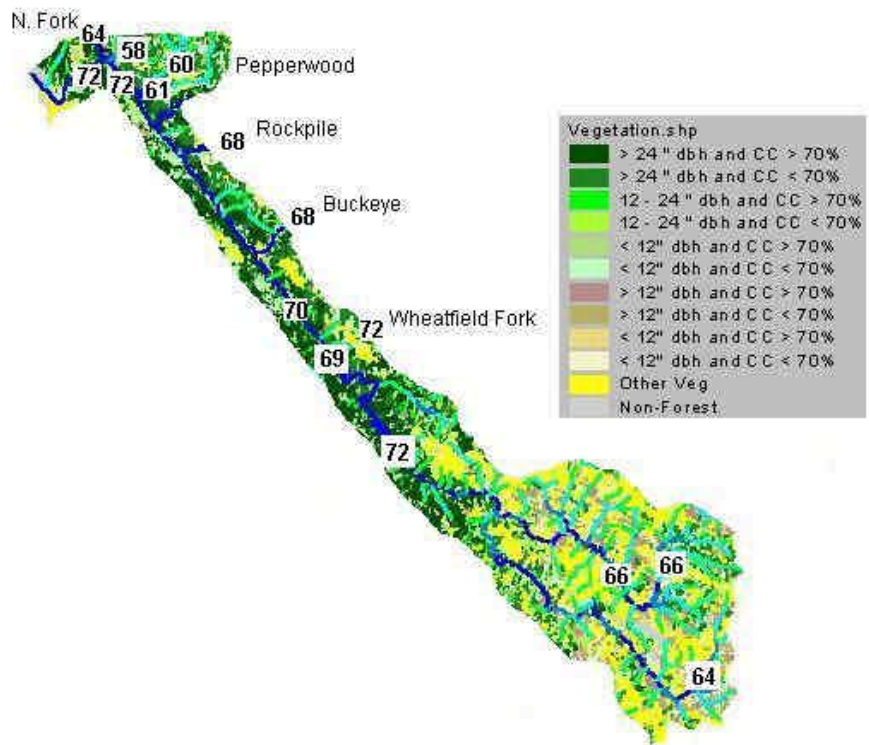 N. Fork
64
58
60
Pepperwood
72
72
61
Rockpile
68
Buckeye
68
70
72
Wheatfield Fork
69
72
66
66
64
Vegetation.shp
> 24 " dbh and CC > 70%
> 24 " dbh and CC < 70%
12 - 24 " dbh and CC > 70%
12 - 24 " dbh and CC < 70%
< 12" dbh and CC > 70%
< 12" dbh and CC < 70%
> 12" dbh and CC > 70%
> 12" dbh and CC < 70%
< 12" dbh and CC > 70%
< 12" dbh and CC < 70%
Other Veg
Non-Forest